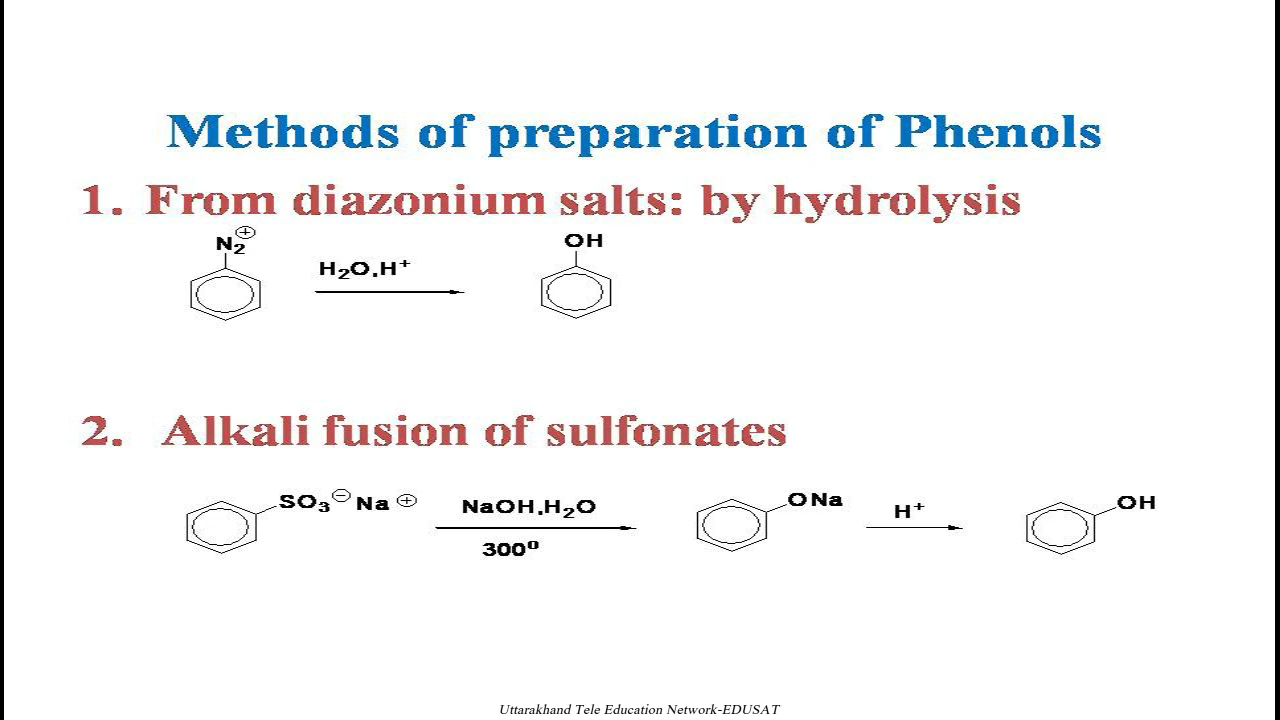 Methods of preparation of Phenols
1. From diazonium salts: by hydrolysis
N₂⊕
H₂O,H⁺
OH
2. Alkali fusion of sulfonates
SO₃⊖ Na ⊕
NaOH,H₂O
300⁰
ONa
H⁺
OH
Uttarakhand Tele Education Network-EDUSAT